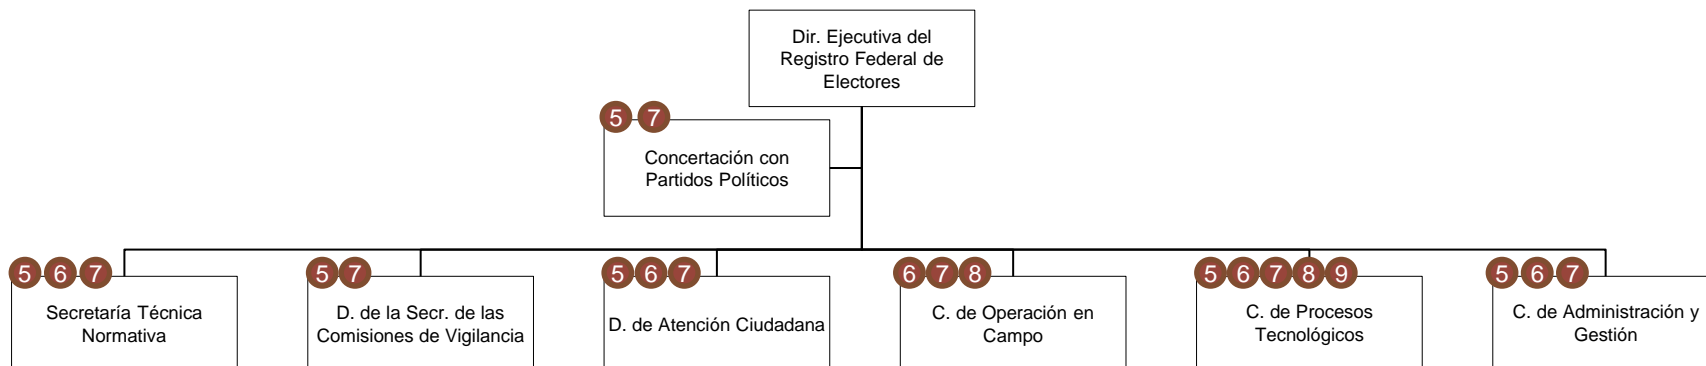 Dir. Ejecutiva del
Registro Federal de
Electores
5 7
Concertación con
Partidos Políticos
5 6 7
Secretaría Técnica
Normativa
5 7
D. de la Secr. de las
Comisiones de Vigilancia
5 6 7
D. de Atención Ciudadana
6 7 8
C. de Operación en
Campo
5 6 7 8 9
C. de Procesos
Tecnológicos
5 6 7
C. de Administración y
Gestión